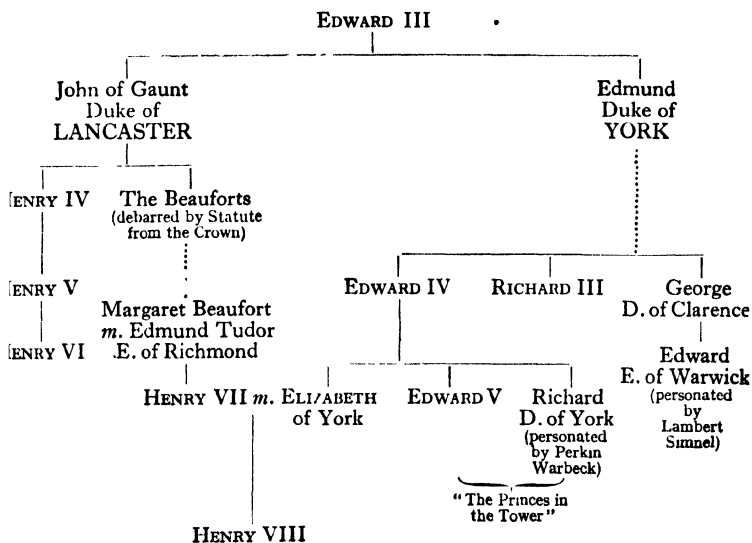 EDWARD III
John of Gaunt
Duke of
LANCASTER
Edmund
Duke of
YORK
ENRY IV
The Beauforts
(debarred by Statute
from the Crown)
ENRY V
EDWARD IV
RICHARD III
George
D. of Clarence
Margaret Beaufort
m. Edmund Tudor
E. of Richmond
ENRY VI
Edward
E. of Warwick
(personated
by
Lambert
Simnel)
HENRY VII m. ELIZABETH
of York
EDWARD V
Richard
D. of York
(personated
by Perkin
Warbeck)
"The Princes in
the Tower"
HENRY VIII